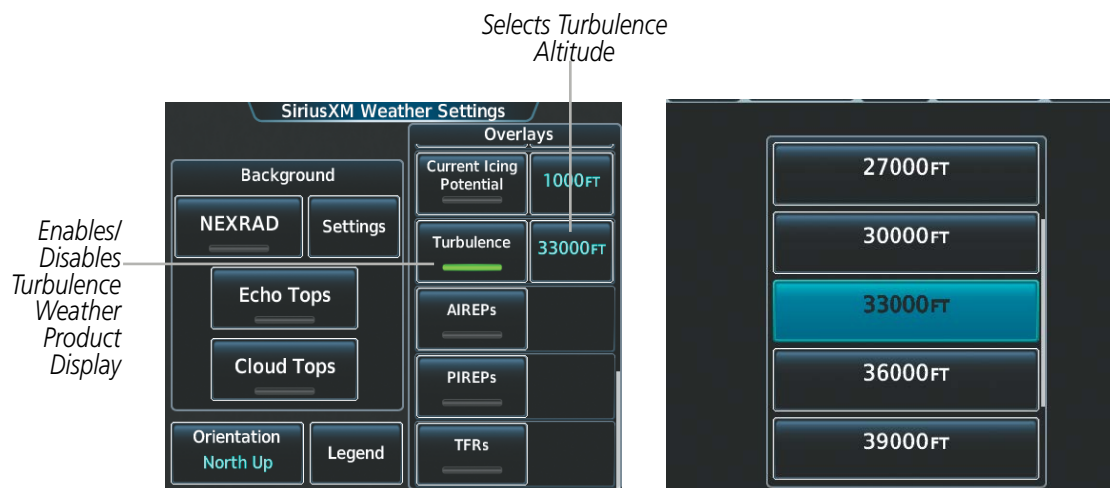 Selects Turbulence
Altitude
SiriusXM Weather Settings
Overlays
Background
Current Icing
Potential
1000FT
NEXRAD
Settings
Turbulence
33000FT
Enables/
Disables
Turbulence
Weather
Product
Display
Echo Tops
AIREPs
Cloud Tops
PIREPs
Orientation
North Up
Legend
TFRs
27000FT
30000FT
33000FT
36000FT
39000FT